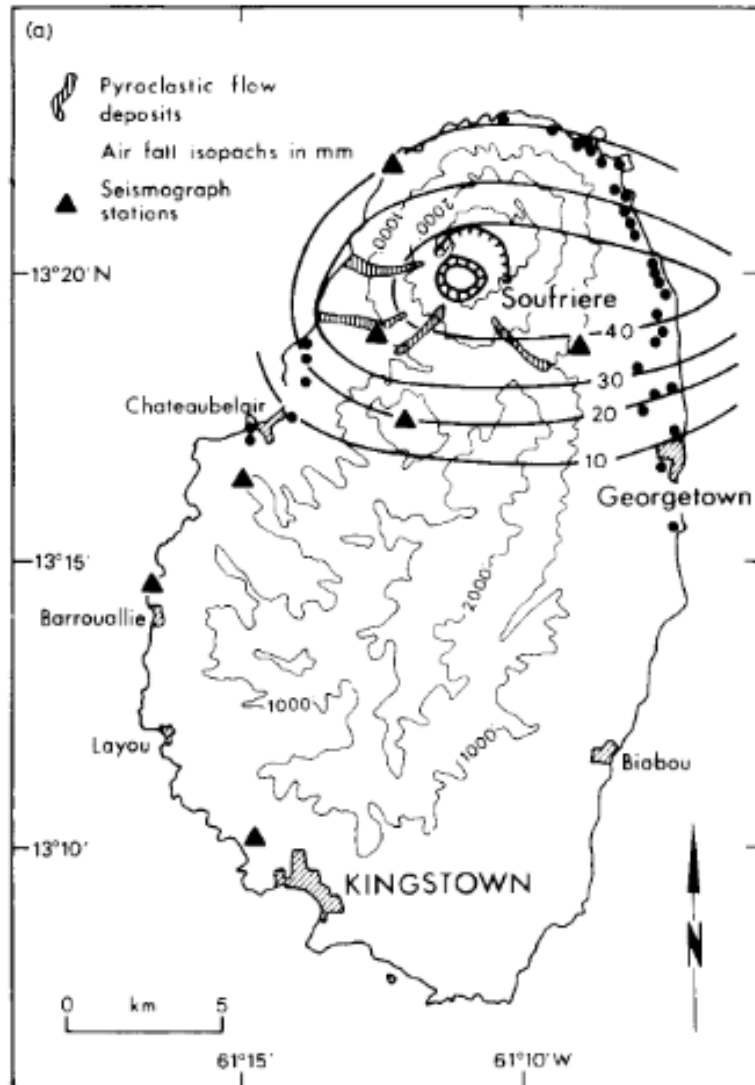 (a)
Pyroclastic flow
deposits
Air fall isopachs in mm
Seismograph
stations
1000
2000
13°20'N
Soufriere
40
30
20
10
Chateaubelair
Georgetown
13°15'
Barrouallie
2000
1000
Layou
1000
Biabou
13°10'
KINGSTOWN
N
0 km 5
61°15'
61°10'W